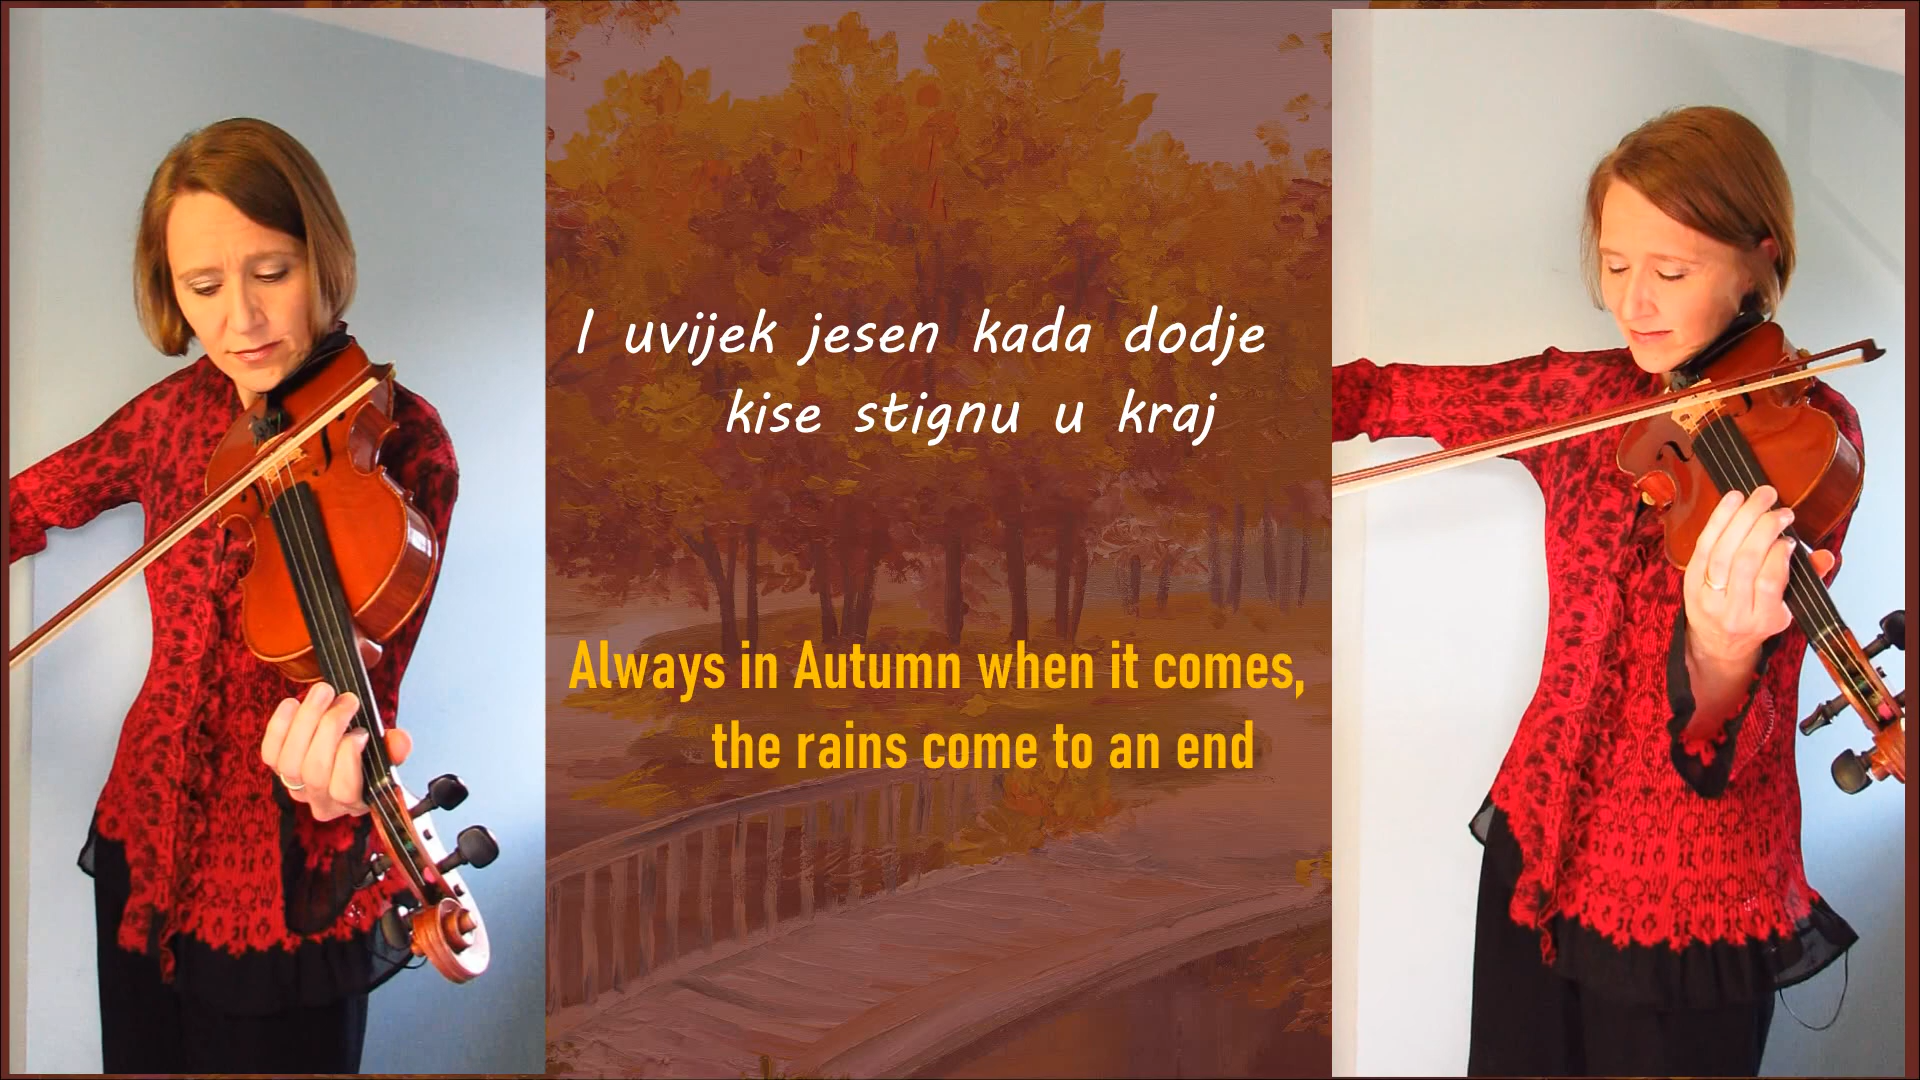 I uvijek jesen kada dodje
kise stignu u kraj
Always in Autumn when it comes,
the rains come to an end